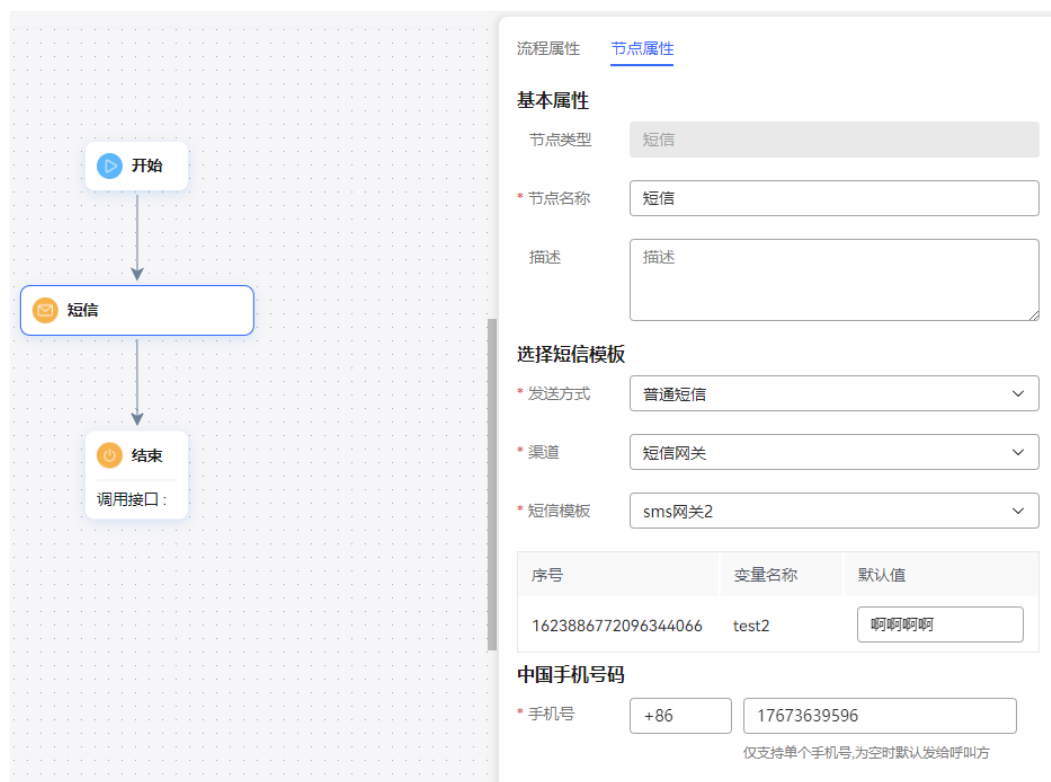 流程属性 节点属性
基本属性
节点类型 短信
* 节点名称 短信
描述 描述
选择短信模板
* 发送方式 普通短信
* 渠道 短信网关
* 短信模板 sms网关2
序号 变量名称 默认值
1623886772096344066 test2 啊啊啊啊
中国手机号码
* 手机号 +86 17673639596
仅支持单个手机号,为空时默认发给呼叫方
开始
短信
结束
调用接口 :